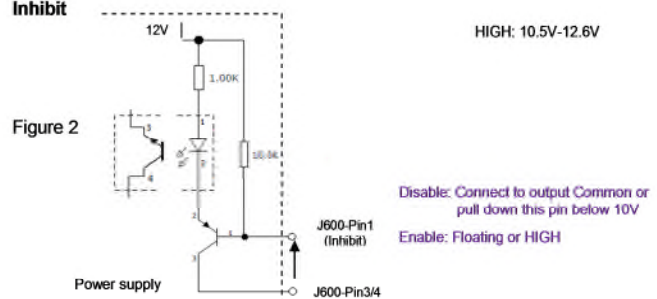 Inhibit
12V
HIGH: 10.5V-12.6V
1.00K
Figure 2
1
3
4
2
Disable: Connect to output Common or
pull down this pin below 10V
Enable: Floating or HIGH
J600-Pin1
(Inhibit)
2
1
3
Power supply
J600-Pin3/4